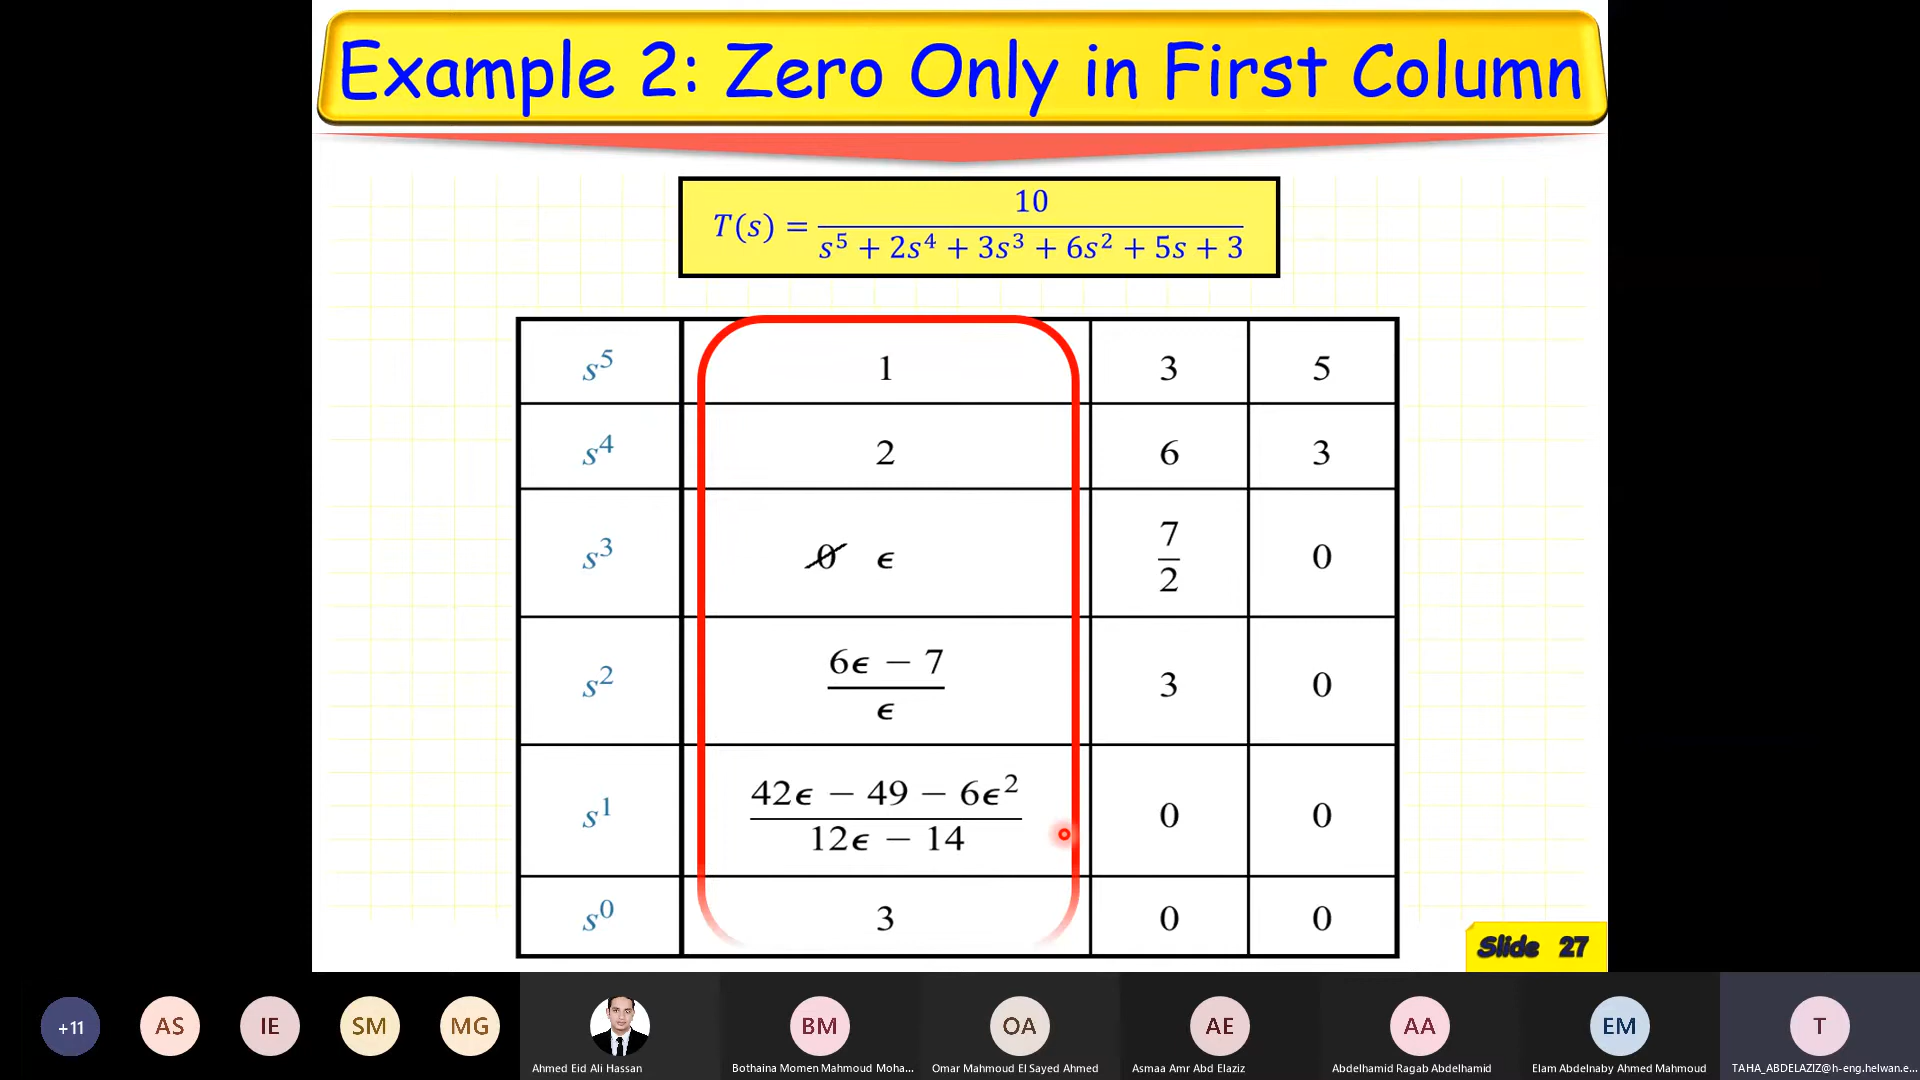 Example 2: Zero Only in First Column
T(s) = 10 / (s⁵ + 2s⁴ + 3s³ + 6s² + 5s + 3)
s⁵ 1 3 5
s⁴ 2 6 3
s³ 0 ϵ 7/2 0
s² (6ϵ − 7)/ϵ 3 0
s¹ (42ϵ − 49 − 6ϵ²)/(12ϵ − 14) 0 0
s⁰ 3 0 0
Slide 27
+11 AS IE SM MG BM OA AE AA EM T
Ahmed Eid Ali Hassan Bothaina Momen Mahmoud Moha... Omar Mahmoud El Sayed Ahmed Asmaa Amr Abd Elaziz Abdelhamid Ragab Abdelhamid Elam Abdelnaby Ahmed Mahmoud TAHA_ABDELAZIZ@h-eng.helwan.e...